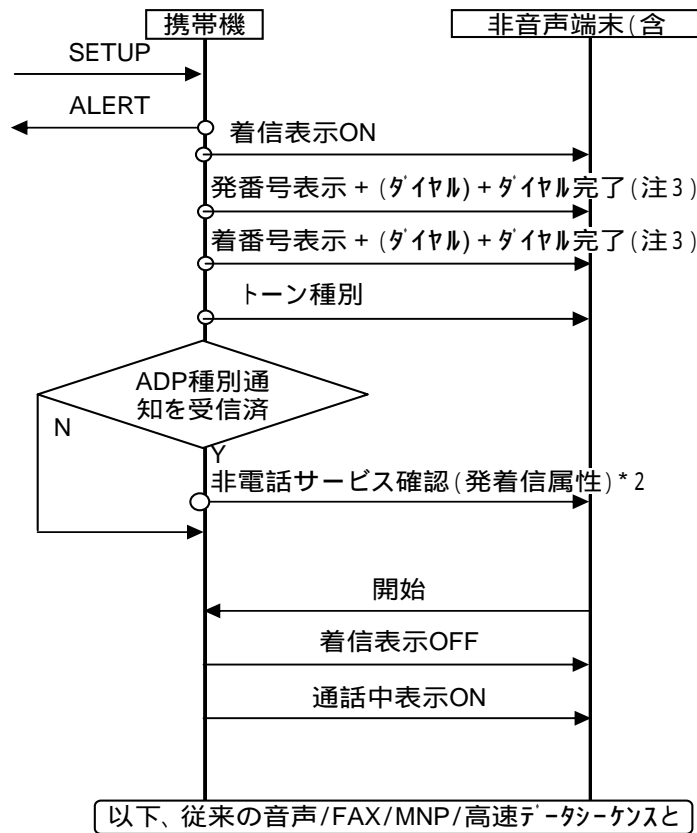 携帯機
非音声端末(含
SETUP
ALERT
着信表示ON
発番号表示+(ﾀﾞｲﾔﾙ)+ﾀﾞｲﾔﾙ完了(注3)
着番号表示+(ﾀﾞｲﾔﾙ)+ﾀﾞｲﾔﾙ完了(注3)
トーン種別
ADP種別通
知を受信済
N
Y
非電話サービス確認(発着信属性)*2
開始
着信表示OFF
通話中表示ON
以下、従来の音声/FAX/MNP/高速ﾃﾞｰﾀｼｰｹﾝｽと